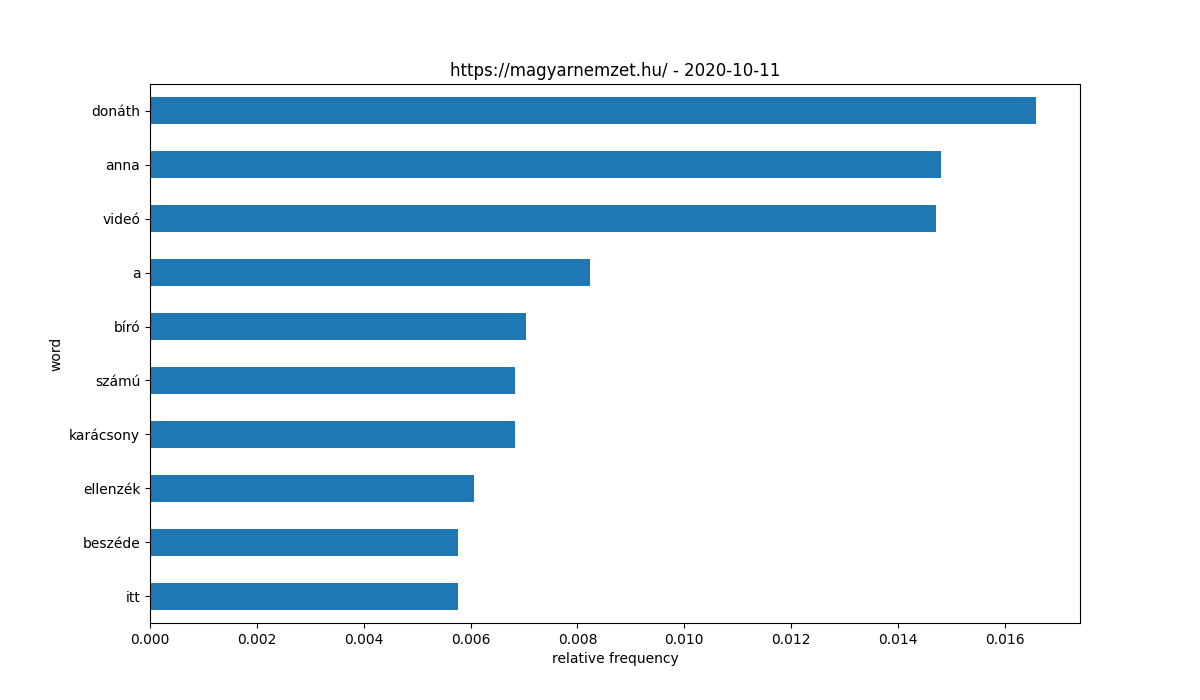 https://magyarnemzet.hu/ - 2020-10-11
donáth
anna
videó
a
bíró
számú
karácsony
ellenzék
beszéde
itt
word
0.000 0.002 0.004 0.006 0.008 0.010 0.012 0.014 0.016
relative frequency